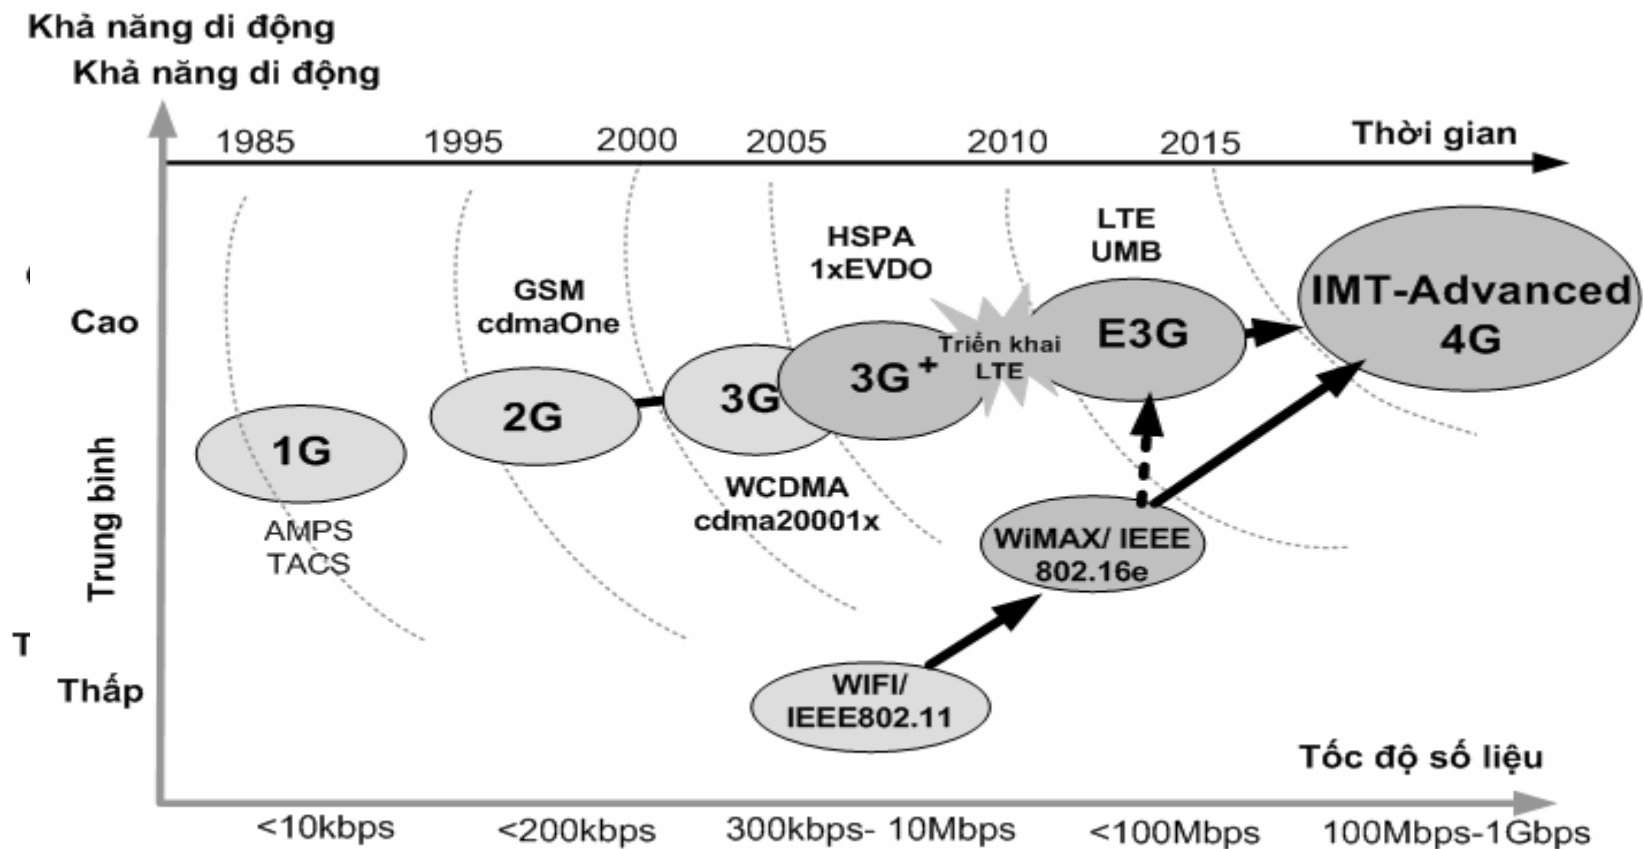 Khả năng di động
Khả năng di động
1985
1995
2000
2005
2010
2015
Thời gian
Cao
Trung bình
Thấp
1G
AMPS
TACS
GSM
cdmaOne
2G
3G
WCDMA
cdma20001x
HSPA
1xEVDO
3G+
Triển khai
LTE
LTE
UMB
E3G
IMT-Advanced
4G
WiMAX/ IEEE
802.16e
WIFI/
IEEE802.11
T
Tốc độ số liệu
<10kbps
<200kbps
300kbps- 10Mbps
<100Mbps
100Mbps-1Gbps